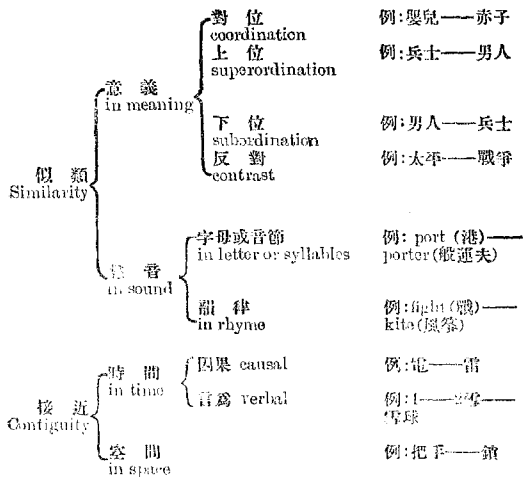 對位 例:嬰兒——赤子
coordination
上位 例:兵士——男人
superordination
意義
in meaning
下位 例:男人——兵士
subordination
反對 例:太平——戰爭
contrast
似類
Similarity
字母或音節 例: port (港)——
in letter or syllables porter(般運夫)
音
in sound
韻律 例:fight(戰)——
in rhyme kite(風箏)
時間 因果 causal 例:電——雷
in time
接近 言爲 verbal 例:1——2雪——
Contiguity 雪球
空間 例:把手——鎖
in space